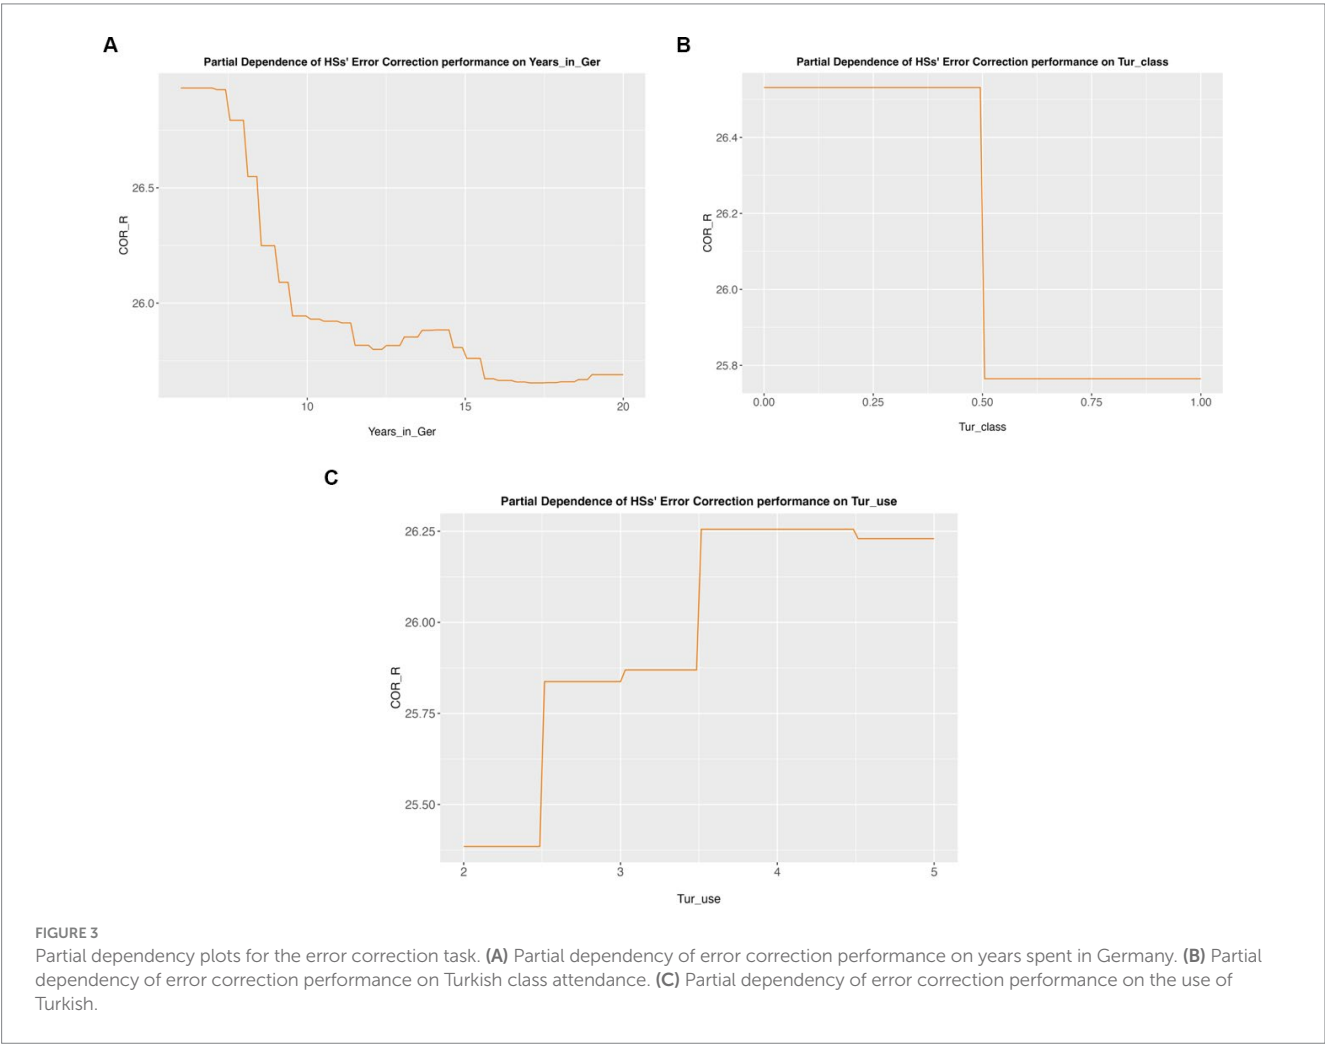 A
Partial Dependence of HSs' Error Correction performance on Years_in_Ger
26.5
26.0
COR_R
10
15
20
Years_in_Ger
B
Partial Dependence of HSs' Error Correction performance on Tur_class
26.4
26.2
26.0
25.8
COR_R
0.00
0.25
0.50
0.75
1.00
Tur_class
C
Partial Dependence of HSs' Error Correction performance on Tur_use
26.25
26.00
25.75
25.50
COR_R
2
3
4
5
Tur_use
FIGURE 3
Partial dependency plots for the error correction task. (A) Partial dependency of error correction performance on years spent in Germany. (B) Partial
dependency of error correction performance on Turkish class attendance. (C) Partial dependency of error correction performance on the use of
Turkish.